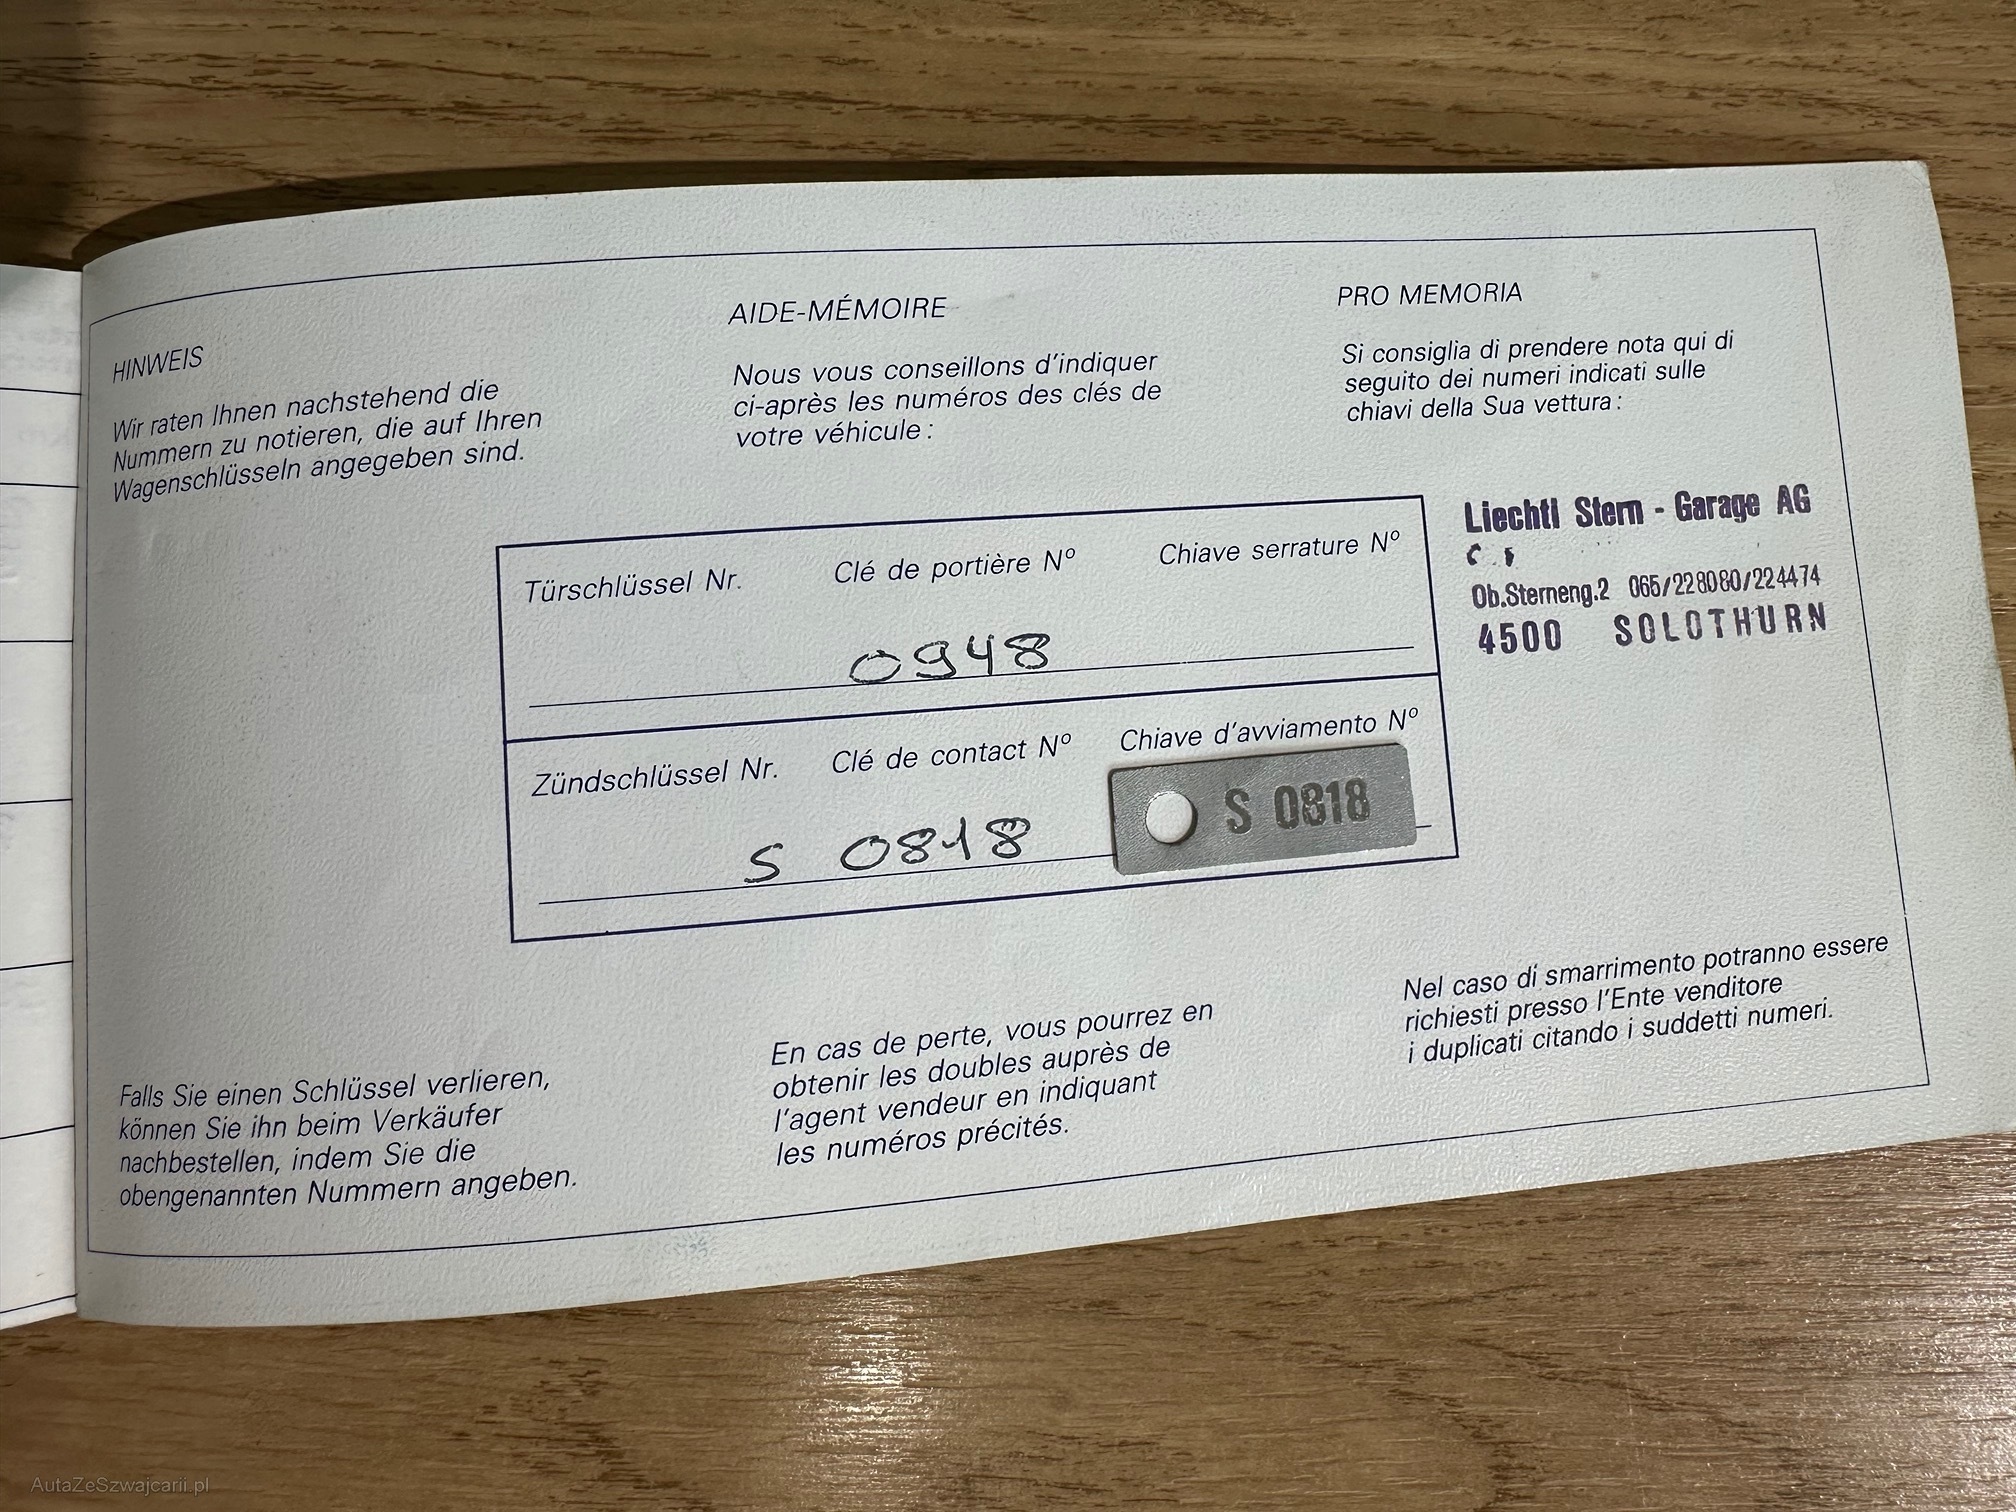 HINWEIS
Wir raten Ihnen nachstehend die
Nummern zu notieren, die auf Ihren
Wagenschlüsseln angegeben sind.
AIDE-MÉMOIRE
Nous vous conseillons d'indiquer
ci-après les numéros des clés de
votre véhicule :
PRO MEMORIA
Si consiglia di prendere nota qui di
seguito dei numeri indicati sulle
chiavi della Sua vettura :
Türschlüssel Nr. Clé de portière Nº Chiave serrature Nº
0948
Zündschlüssel Nr. Clé de contact Nº Chiave d'avviamento Nº
S 0818
S 0818
Liechti Stern - Garage AG
Ob.Sterneng.2 065/228080/224474
4500 SOLOTHURN
Falls Sie einen Schlüssel verlieren,
können Sie ihn beim Verkäufer
nachbestellen, indem Sie die
obengenannten Nummern angeben.
En cas de perte, vous pourrez en
obtenir les doubles auprès de
l'agent vendeur en indiquant
les numéros précités.
Nel caso di smarrimento potranno essere
richiesti presso l'Ente venditore
i duplicati citando i suddetti numeri.
AutaZeSzwajcarii.pl